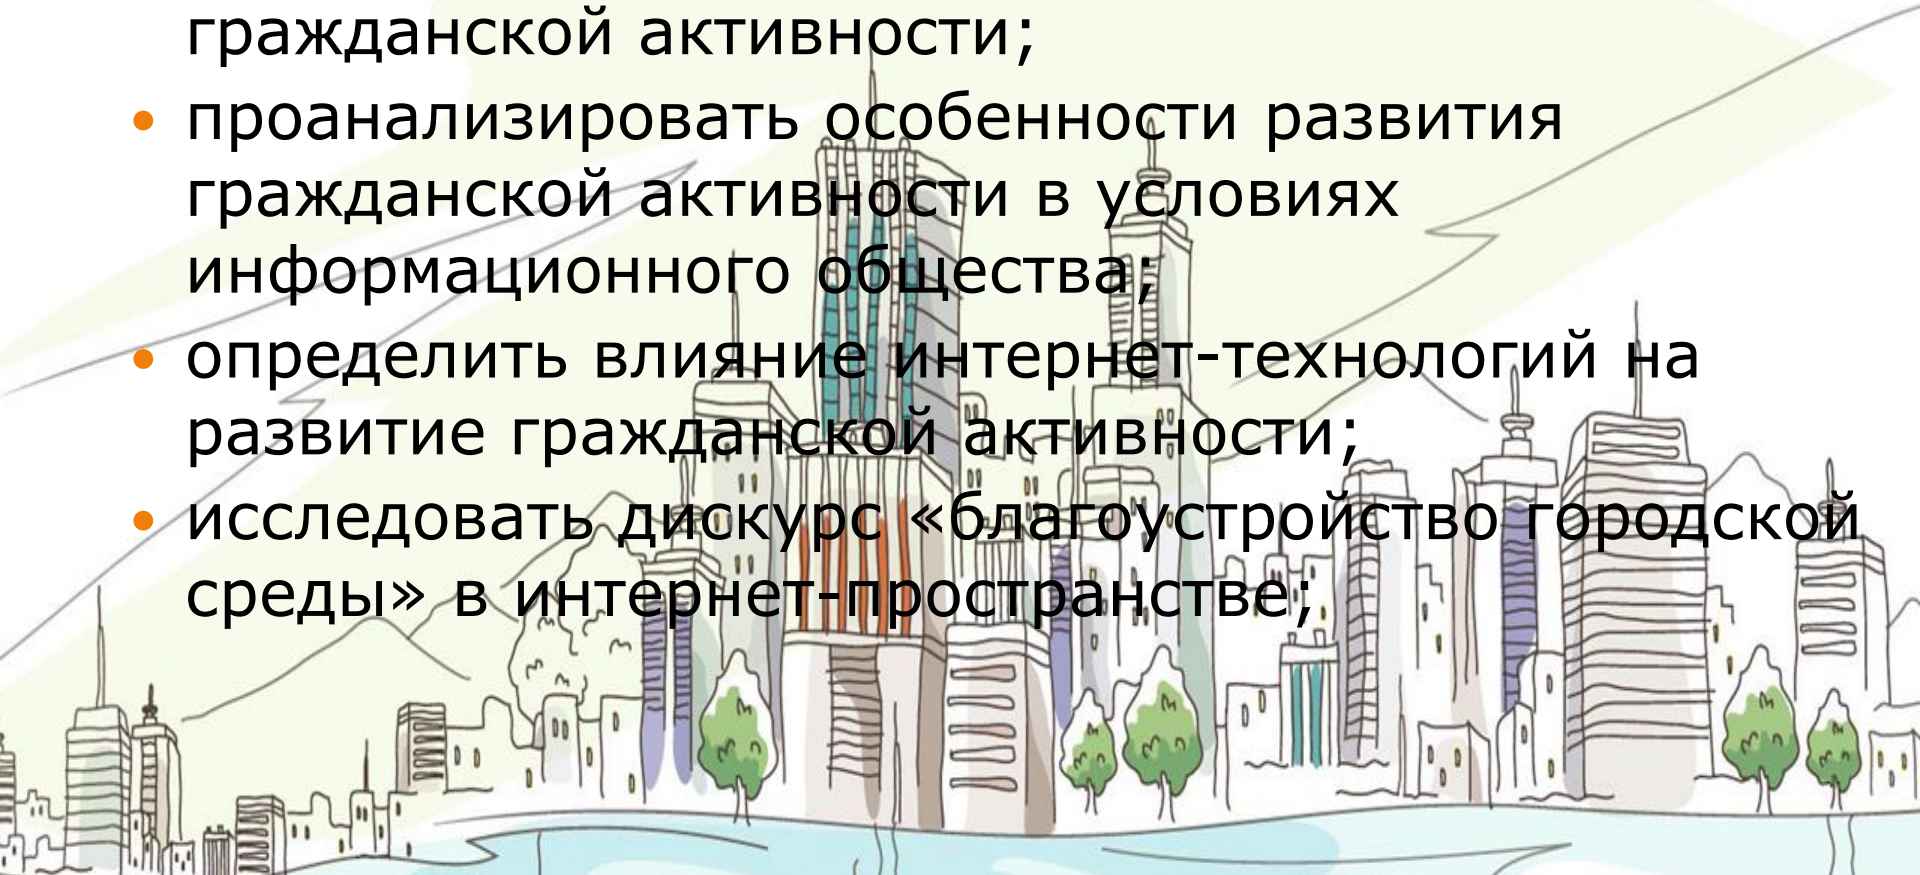 гражданской активности;
• проанализировать особенности развития
гражданской активности в условиях
информационного общества;
• определить влияние интернет-технологий на
развитие гражданской активности;
• исследовать дискурс «благоустройство городской
среды» в интернет-пространстве;